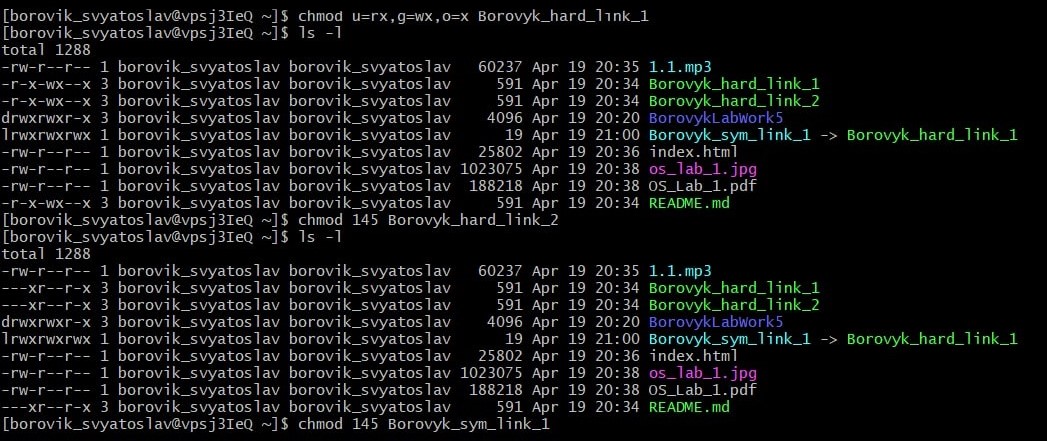 [borovik_svyatoslav@vpsj3IeQ ~]$ chmod u=rx,g=wx,o=x Borovyk_hard_link_1
[borovik_svyatoslav@vpsj3IeQ ~]$ ls -l
total 1288
-rw-r--r-- 1 borovik_svyatoslav borovik_svyatoslav   60237 Apr 19 20:35 1.1.mp3
-r-x-wx--x 3 borovik_svyatoslav borovik_svyatoslav     591 Apr 19 20:34 Borovyk_hard_link_1
-r-x-wx--x 3 borovik_svyatoslav borovik_svyatoslav     591 Apr 19 20:34 Borovyk_hard_link_2
drwxrwxr-x 3 borovik_svyatoslav borovik_svyatoslav    4096 Apr 19 20:20 BorovykLabWork5
lrwxrwxrwx 1 borovik_svyatoslav borovik_svyatoslav      19 Apr 19 21:00 Borovyk_sym_link_1 -> Borovyk_hard_link_1
-rw-r--r-- 1 borovik_svyatoslav borovik_svyatoslav   25802 Apr 19 20:36 index.html
-rw-r--r-- 1 borovik_svyatoslav borovik_svyatoslav 1023075 Apr 19 20:38 os_lab_1.jpg
-rw-r--r-- 1 borovik_svyatoslav borovik_svyatoslav  188218 Apr 19 20:38 OS_Lab_1.pdf
-r-x-wx--x 3 borovik_svyatoslav borovik_svyatoslav     591 Apr 19 20:34 README.md
[borovik_svyatoslav@vpsj3IeQ ~]$ chmod 145 Borovyk_hard_link_2
[borovik_svyatoslav@vpsj3IeQ ~]$ ls -l
total 1288
-rw-r--r-- 1 borovik_svyatoslav borovik_svyatoslav   60237 Apr 19 20:35 1.1.mp3
---xr--r-x 3 borovik_svyatoslav borovik_svyatoslav     591 Apr 19 20:34 Borovyk_hard_link_1
---xr--r-x 3 borovik_svyatoslav borovik_svyatoslav     591 Apr 19 20:34 Borovyk_hard_link_2
drwxrwxr-x 3 borovik_svyatoslav borovik_svyatoslav    4096 Apr 19 20:20 BorovykLabWork5
lrwxrwxrwx 1 borovik_svyatoslav borovik_svyatoslav      19 Apr 19 21:00 Borovyk_sym_link_1 -> Borovyk_hard_link_1
-rw-r--r-- 1 borovik_svyatoslav borovik_svyatoslav   25802 Apr 19 20:36 index.html
-rw-r--r-- 1 borovik_svyatoslav borovik_svyatoslav 1023075 Apr 19 20:38 os_lab_1.jpg
-rw-r--r-- 1 borovik_svyatoslav borovik_svyatoslav  188218 Apr 19 20:38 OS_Lab_1.pdf
---xr--r-x 3 borovik_svyatoslav borovik_svyatoslav     591 Apr 19 20:34 README.md
[borovik_svyatoslav@vpsj3IeQ ~]$ chmod 145 Borovyk_sym_link_1